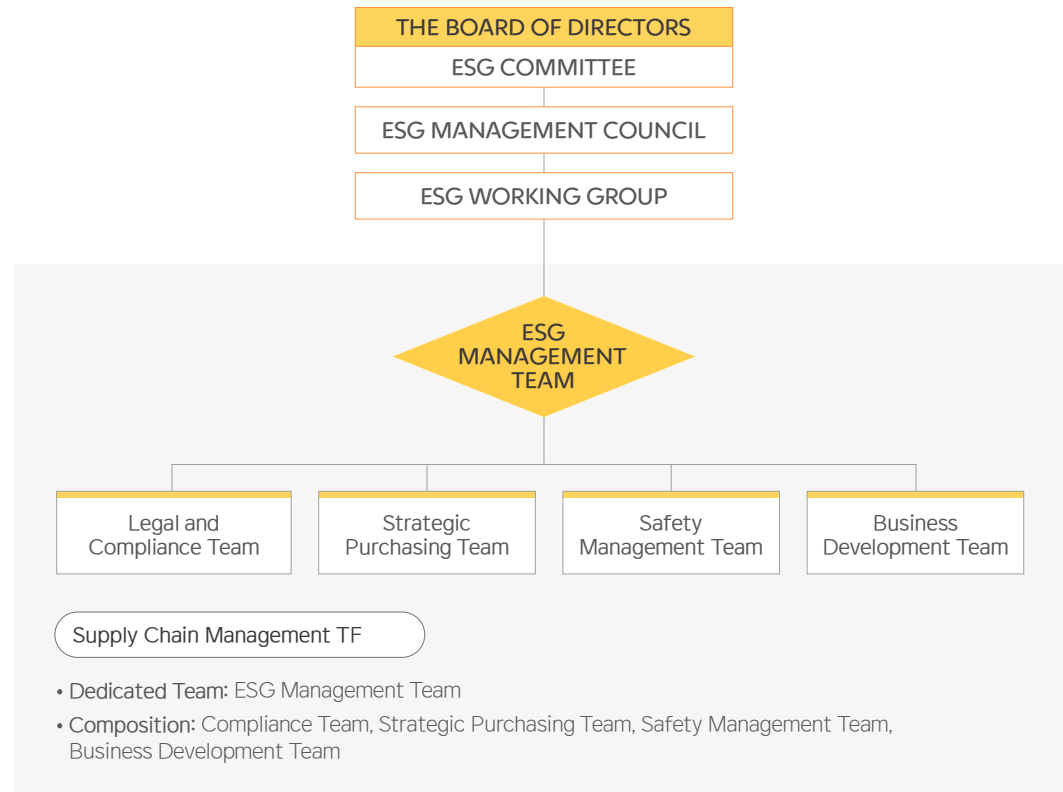 THE BOARD OF DIRECTORS
ESG COMMITTEE
ESG MANAGEMENT COUNCIL
ESG WORKING GROUP
ESG
MANAGEMENT
TEAM
Legal and
Compliance Team
Strategic
Purchasing Team
Safety
Management Team
Business
Development Team
Supply Chain Management TF
• Dedicated Team: ESG Management Team
• Composition: Compliance Team, Strategic Purchasing Team, Safety Management Team,
Business Development Team